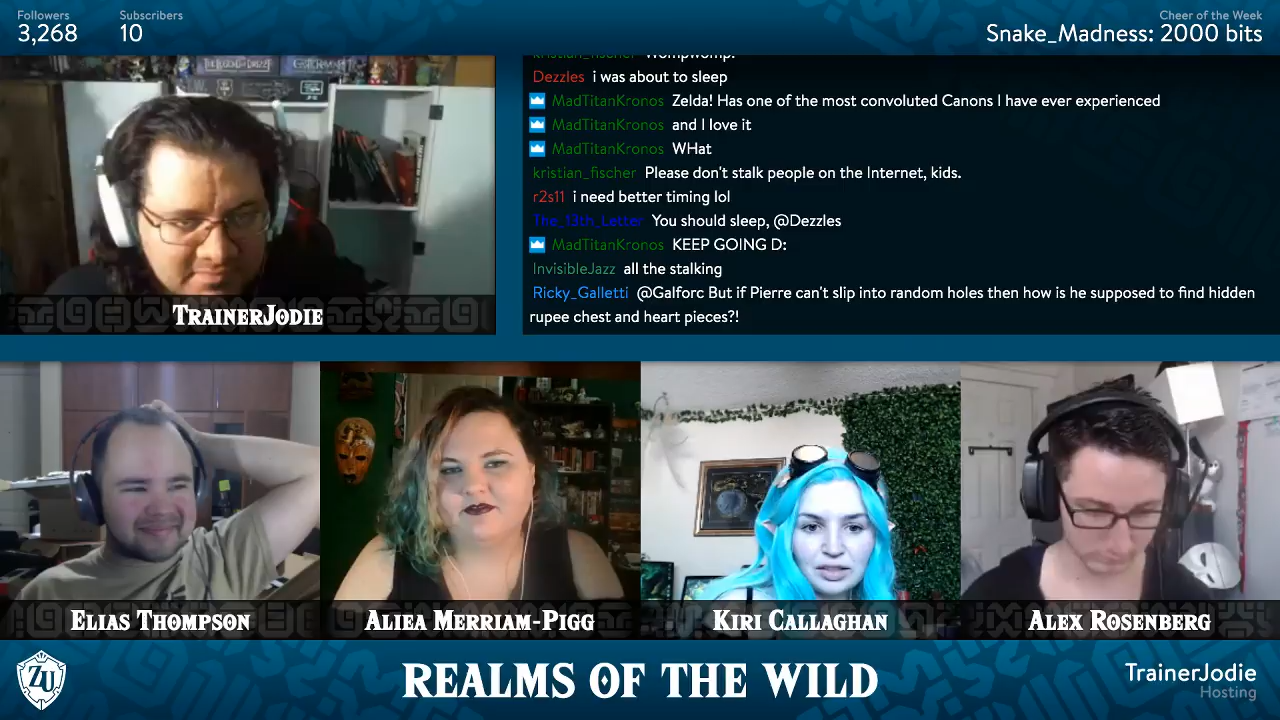 Followers
3,268
Subscribers
10
Cheer of the Week
Snake_Madness: 2000 bits
kristian_fischer Wompwomp.
Dezzles i was about to sleep
MadTitanKronos Zelda! Has one of the most convoluted Canons I have ever experienced
MadTitanKronos and I love it
MadTitanKronos WHat
kristian_fischer Please don't stalk people on the Internet, kids.
r2s11 i need better timing lol
The_13th_Letter You should sleep, @Dezzles
MadTitanKronos KEEP GOING D:
InvisibleJazz all the stalking
Ricky_Galletti @Galforc But if Pierre can't slip into random holes then how is he supposed to find hidden
rupee chest and heart pieces?!
TrainerJodie
Elias Thompson
Aliea Merriam-Pigg
Kiri Callaghan
Alex Rosenberg
ZU
REALMS OF THE WILD
TrainerJodie
Hosting